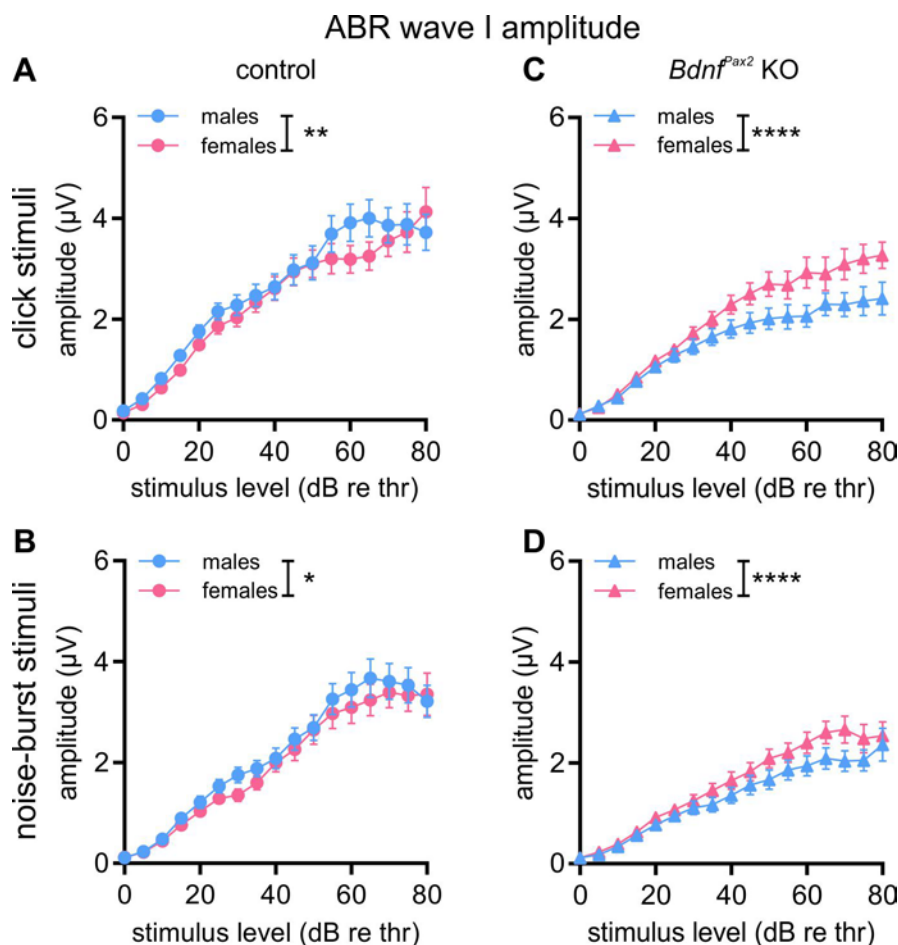 ABR wave I amplitude
A
control
click stimuli
amplitude (µV)
6
4
2
0
males
females
**
0 20 40 60 80
stimulus level (dB re thr)
C
Bdnf^Pax2 KO
amplitude (µV)
6
4
2
0
males
females
****
0 20 40 60 80
stimulus level (dB re thr)
B
noise-burst stimuli
amplitude (µV)
6
4
2
0
males
females
*
0 20 40 60 80
stimulus level (dB re thr)
D
amplitude (µV)
6
4
2
0
males
females
****
0 20 40 60 80
stimulus level (dB re thr)